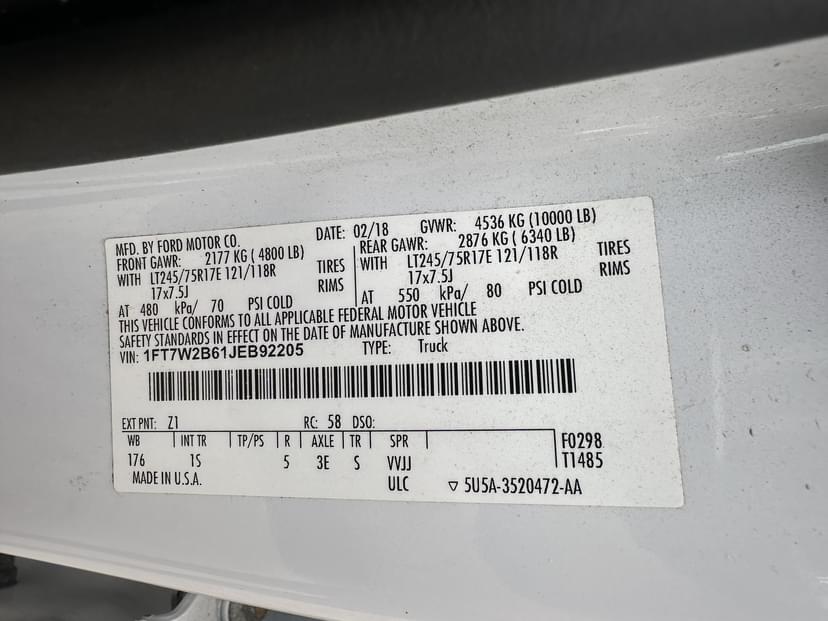 MFD. BY FORD MOTOR CO. DATE: 02/18 GVWR: 4536 KG (10000 LB)
FRONT GAWR: 2177 KG ( 4800 LB) REAR GAWR: 2876 KG ( 6340 LB)
WITH LT245/75R17E 121/118R TIRES WITH LT245/75R17E 121/118R TIRES
17x7.5J RIMS 17x7.5J RIMS
AT 480 kPa/ 70 PSI COLD AT 550 kPa/ 80 PSI COLD
THIS VEHICLE CONFORMS TO ALL APPLICABLE FEDERAL MOTOR VEHICLE
SAFETY STANDARDS IN EFFECT ON THE DATE OF MANUFACTURE SHOWN ABOVE.
VIN: 1FT7W2B61JEB92205 TYPE: Truck
EXT PNT: Z1 RC: 58 DSO:
WB INT TR TP/PS R AXLE TR SPR F0298
176 1S 5 3E S VVJJ T1485
MADE IN U.S.A. ULC ▽ 5U5A-3520472-AA